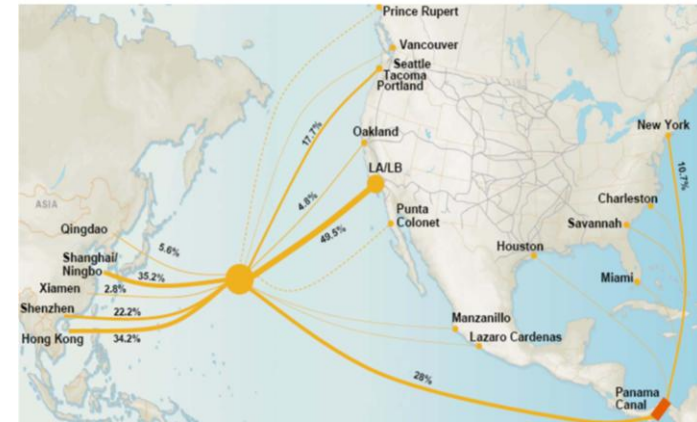 Prince Rupert
Vancouver
Seattle
Tacoma
Portland
17.7%
Oakland
New York
10.7%
LA/LB
4.8%
ASIA
Charleston
Punta
Colonet
Savannah
Qingdao
5.6%
49.5%
Houston
Shanghai/
Ningbo
35.2%
Miami
Xiamen
2.8%
Shenzhen
22.2%
Manzanillo
Hong Kong
34.2%
Lazaro Cardenas
28%
Panama
Canal